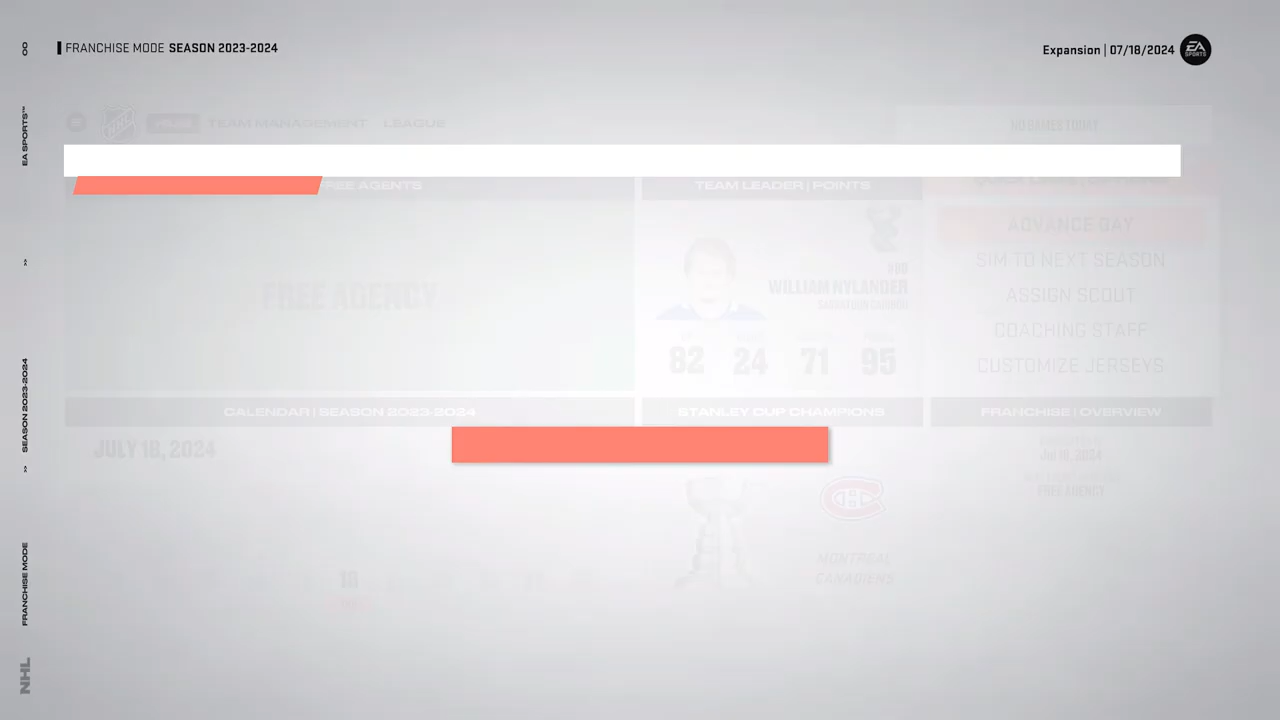 FRANCHISE MODE SEASON 2023-2024
Expansion | 07/18/2024
EA SPORTS
HOME TEAM MANAGEMENT LEAGUE
NO GAMES TODAY
FREE AGENTS
TEAM LEADER | POINTS
FREE AGENCY
#88
WILLIAM NYLANDER
82 24 71 95
ADVANCE DAY
SIM TO NEXT SEASON
ASSIGN SCOUT
COACHING STAFF
CUSTOMIZE JERSEYS
CALENDAR | SEASON 2023-2024
STANLEY CUP CHAMPIONS
FRANCHISE | OVERVIEW
JULY 18, 2024
Jul 18, 2024
FREE AGENCY
MONTREAL
CANADIENS
18
EA SPORTS™
SEASON 2023-2024
FRANCHISE MODE
NHL